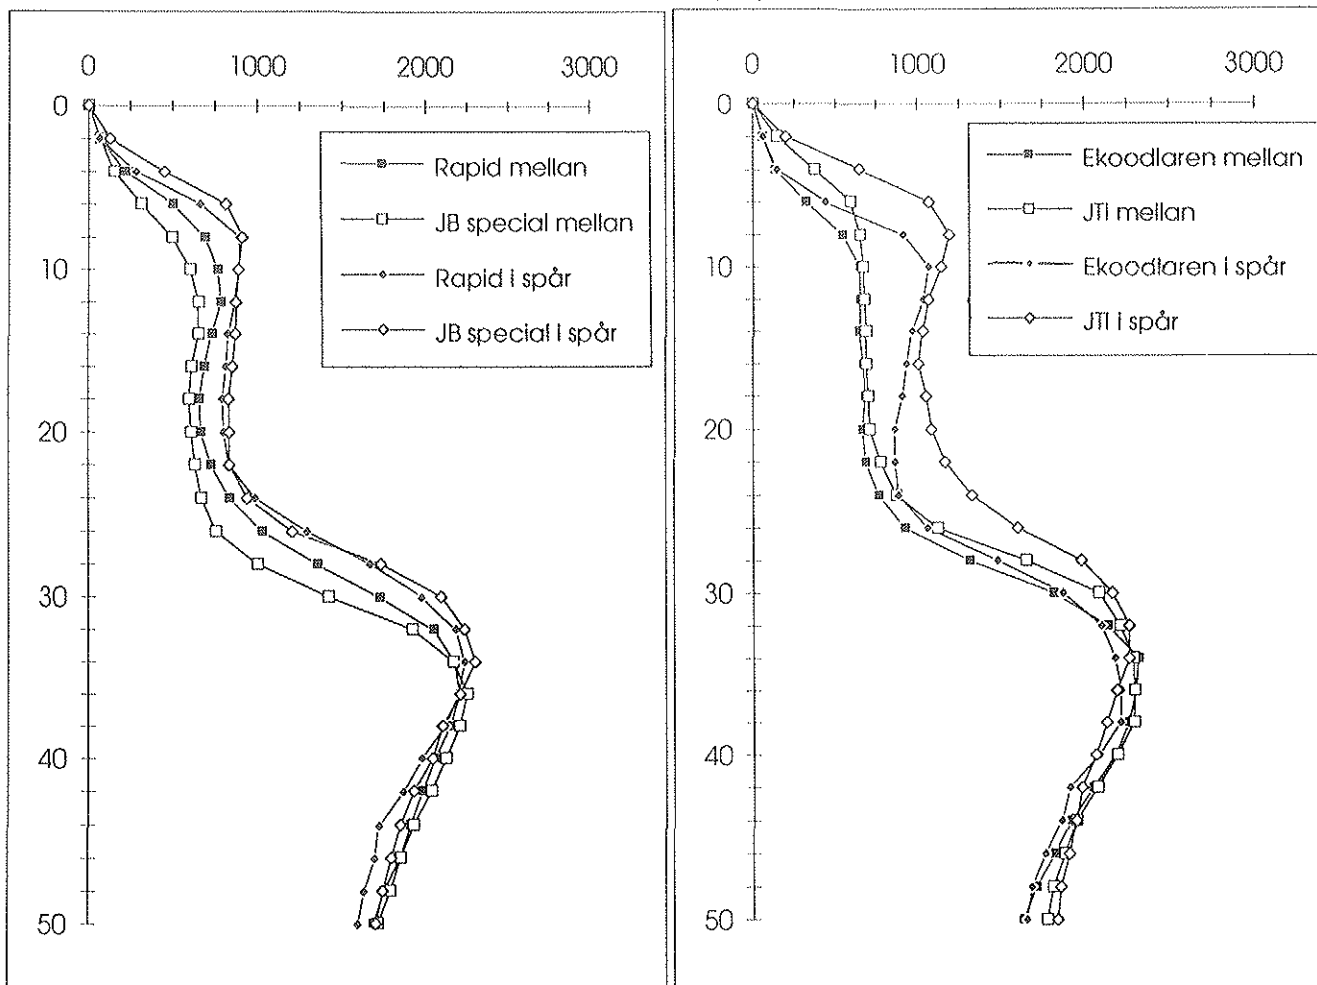 0 1000 2000 3000
0
10
20
30
40
50
Rapid mellan
JB special mellan
Rapid i spår
JB special i spår
0 1000 2000 3000
0
10
20
30
40
50
Ekoodlaren mellan
JTI mellan
Ekoodlaren i spår
JTI i spår